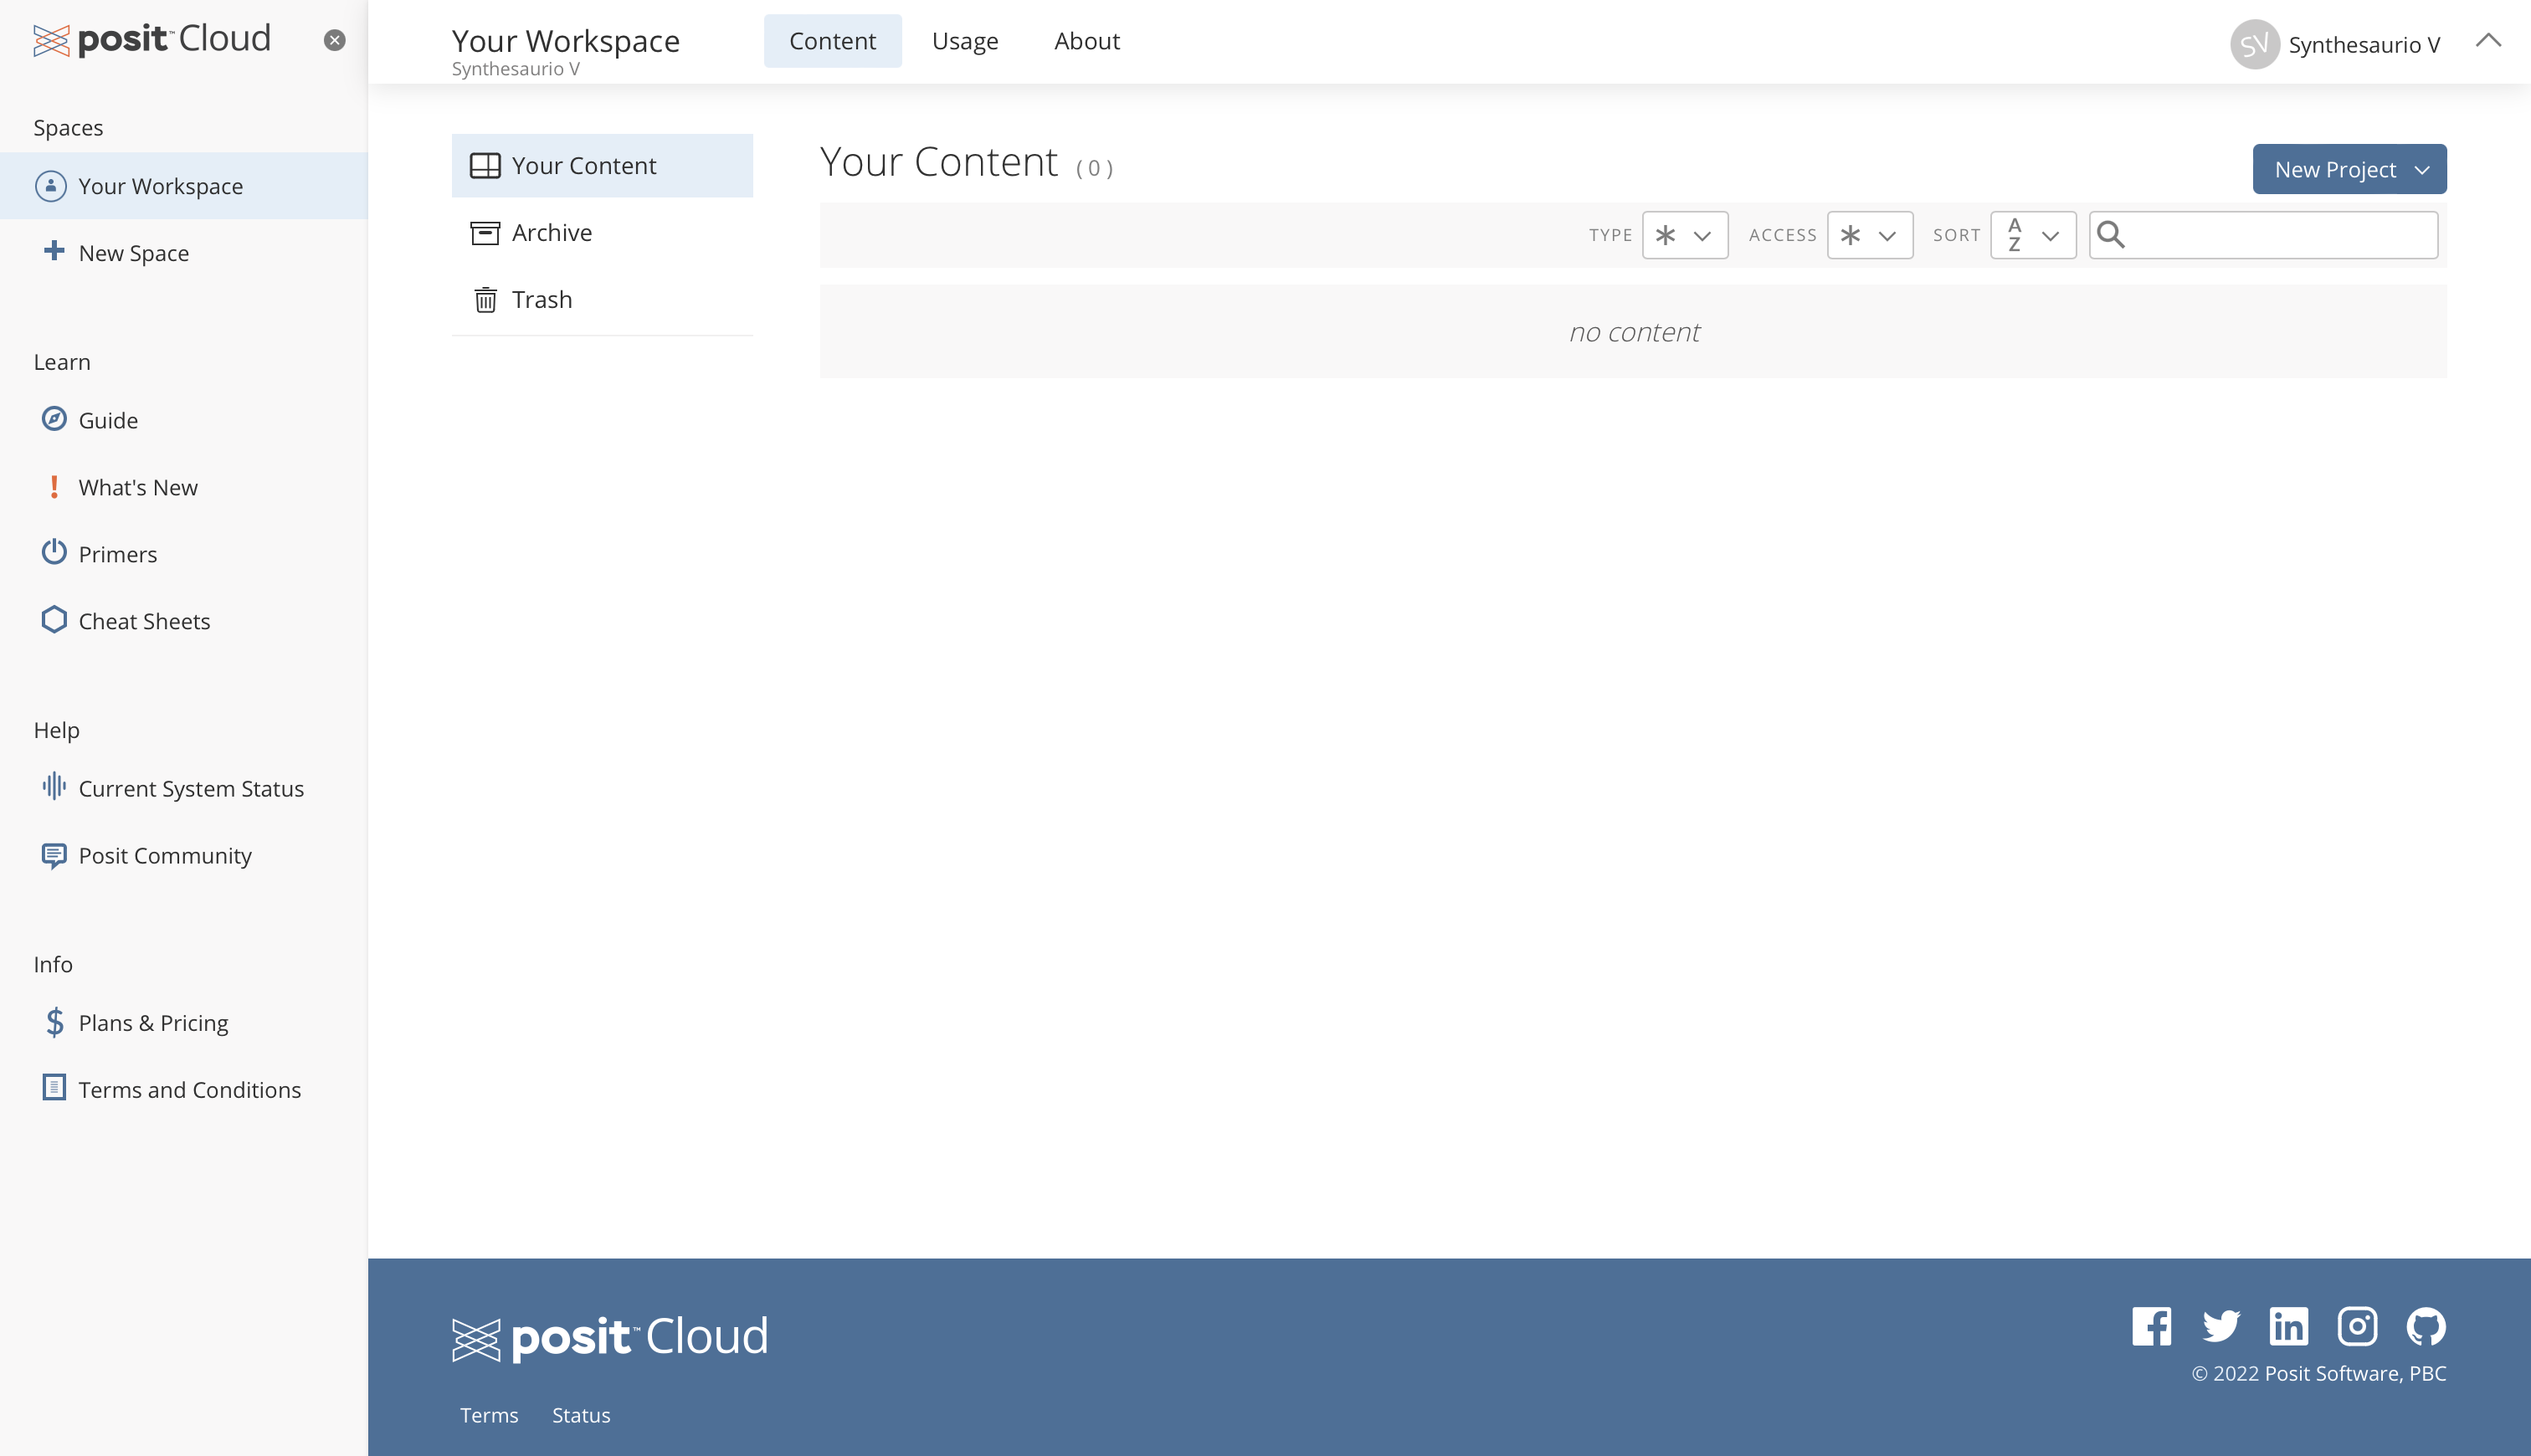 posit™ Cloud
Spaces
Your Workspace
New Space
Learn
Guide
What's New
Primers
Cheat Sheets
Help
Current System Status
Posit Community
Info
Plans & Pricing
Terms and Conditions
Your Workspace
Synthesaurio V
Content
Usage
About
SV
Synthesaurio V
Your Content
Archive
Trash
Your Content ( 0 )
New Project
TYPE
ACCESS
SORT
A
Z
no content
posit™ Cloud
Terms
Status
© 2022 Posit Software, PBC